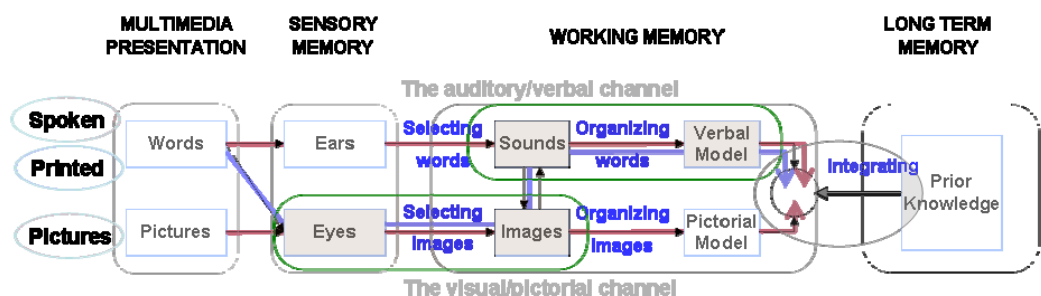 MULTIMEDIA
PRESENTATION
SENSORY
MEMORY
WORKING MEMORY
LONG TERM
MEMORY
The auditory/verbal channel
Spoken
Printed
Pictures
Words
Ears
Selecting
words
Sounds
Organizing
words
Verbal
Model
Integrating
Prior
Knowledge
Pictures
Eyes
Selecting
Images
Images
Organizing
Images
Pictorial
Model
The visual/pictorial channel